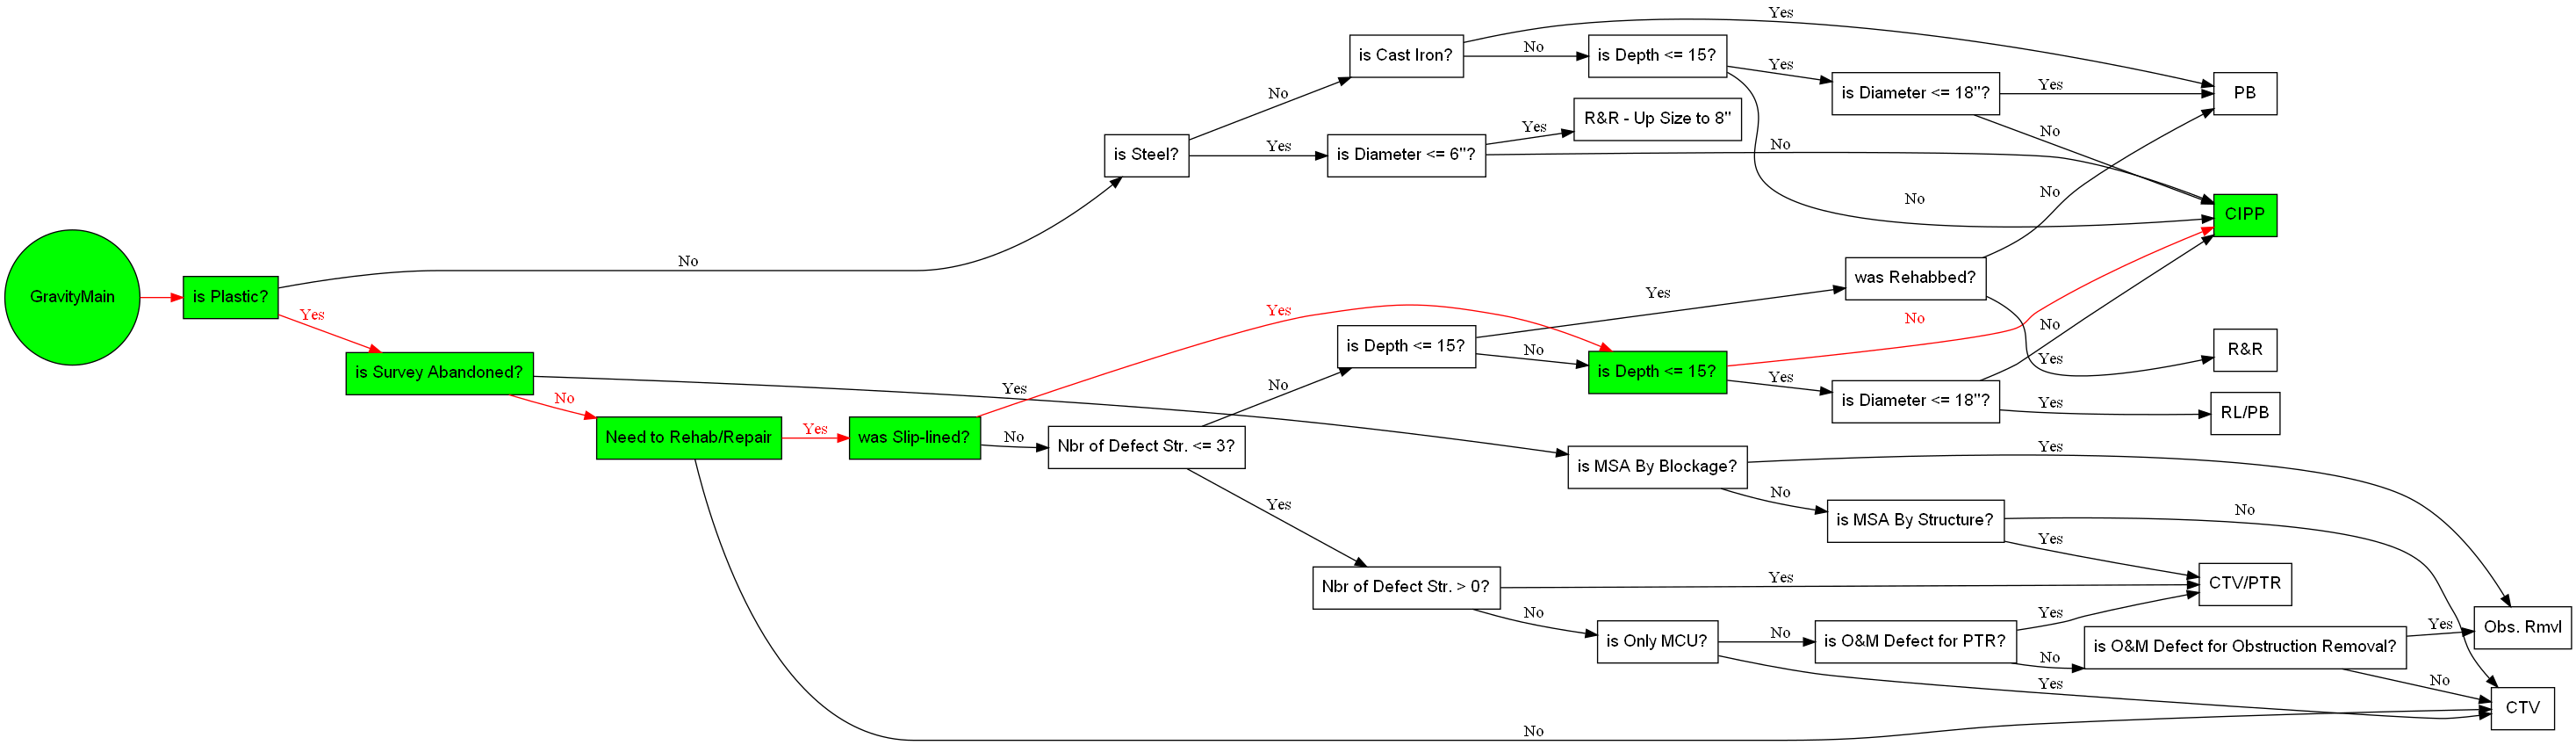 Yes
is Cast Iron?
No
is Depth <= 15?
Yes
is Diameter <= 18"?
Yes
PB
No
R&R - Up Size to 8"
Yes
is Steel?
Yes
is Diameter <= 6"?
No
No
No
No
CIPP
No
GravityMain
is Plastic?
Yes
is Survey Abandoned?
No
Need to Rehab/Repair
Yes
was Slip-lined?
Yes
No
Nbr of Defect Str. <= 3?
No
is Depth <= 15?
Yes
No
was Rehabbed?
Yes
R&R
is Depth <= 15?
No
Yes
is Diameter <= 18"?
No
Yes
RL/PB
Yes
is MSA By Blockage?
Yes
No
is MSA By Structure?
No
Yes
Yes
Nbr of Defect Str. > 0?
Yes
CTV/PTR
No
is Only MCU?
No
is O&M Defect for PTR?
Yes
No
is O&M Defect for Obstruction Removal?
Yes
Obs. Rmvl
No
Yes
CTV
No